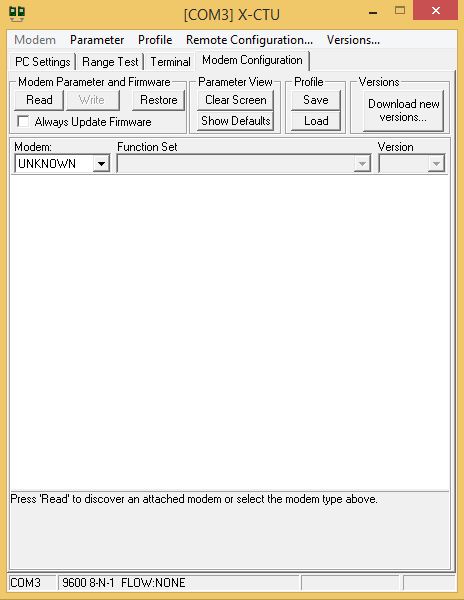 [COM3] X-CTU
Modem Parameter Profile Remote Configuration... Versions...
PC Settings Range Test Terminal Modem Configuration
Modem Parameter and Firmware Parameter View Profile Versions
Read Write Restore Clear Screen Save Download new
versions...
Always Update Firmware Show Defaults Load
Modem: Function Set Version
UNKNOWN
Press 'Read' to discover an attached modem or select the modem type above.
COM3 9600 8-N-1 FLOW:NONE